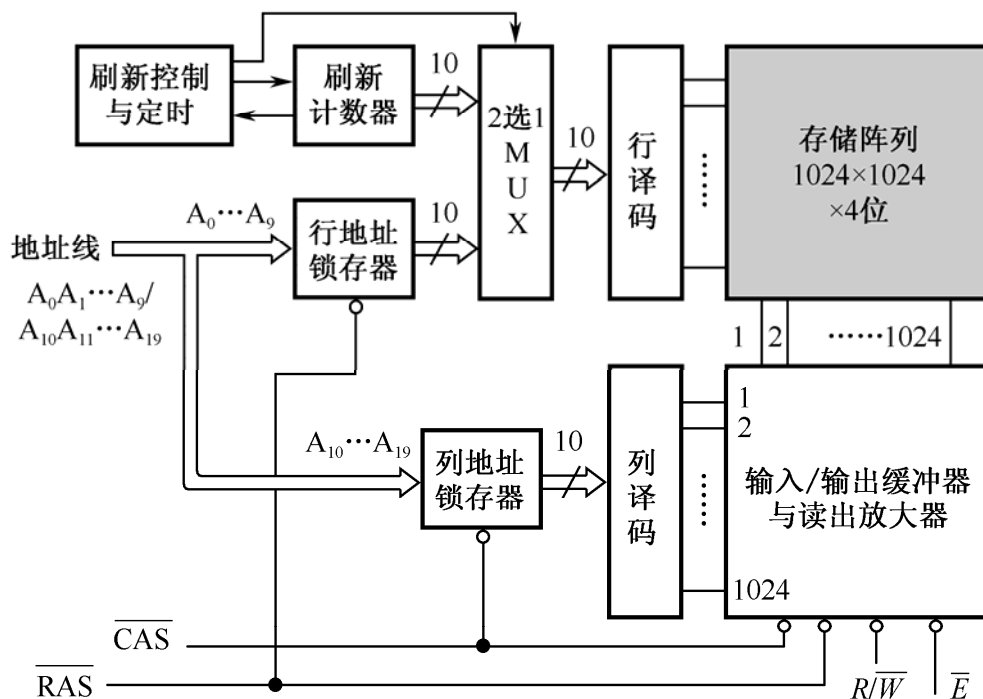 刷新控制
与定时
刷新
计数器
10
2选1
M
U
X
10
行
译
码
……
存储阵列
1024×1024
×4位
地址线
A₀A₁···A₉/
A₁₀A₁₁···A₁₉
A₀···A₉
行地址
锁存器
10
1
2
······1024
A₁₀···A₁₉
列地址
锁存器
10
列
译
码
……
1
2
1024
输入/输出缓冲器
与读出放大器
C̅A̅S̅
R̅A̅S̅
R/W̅
E̅